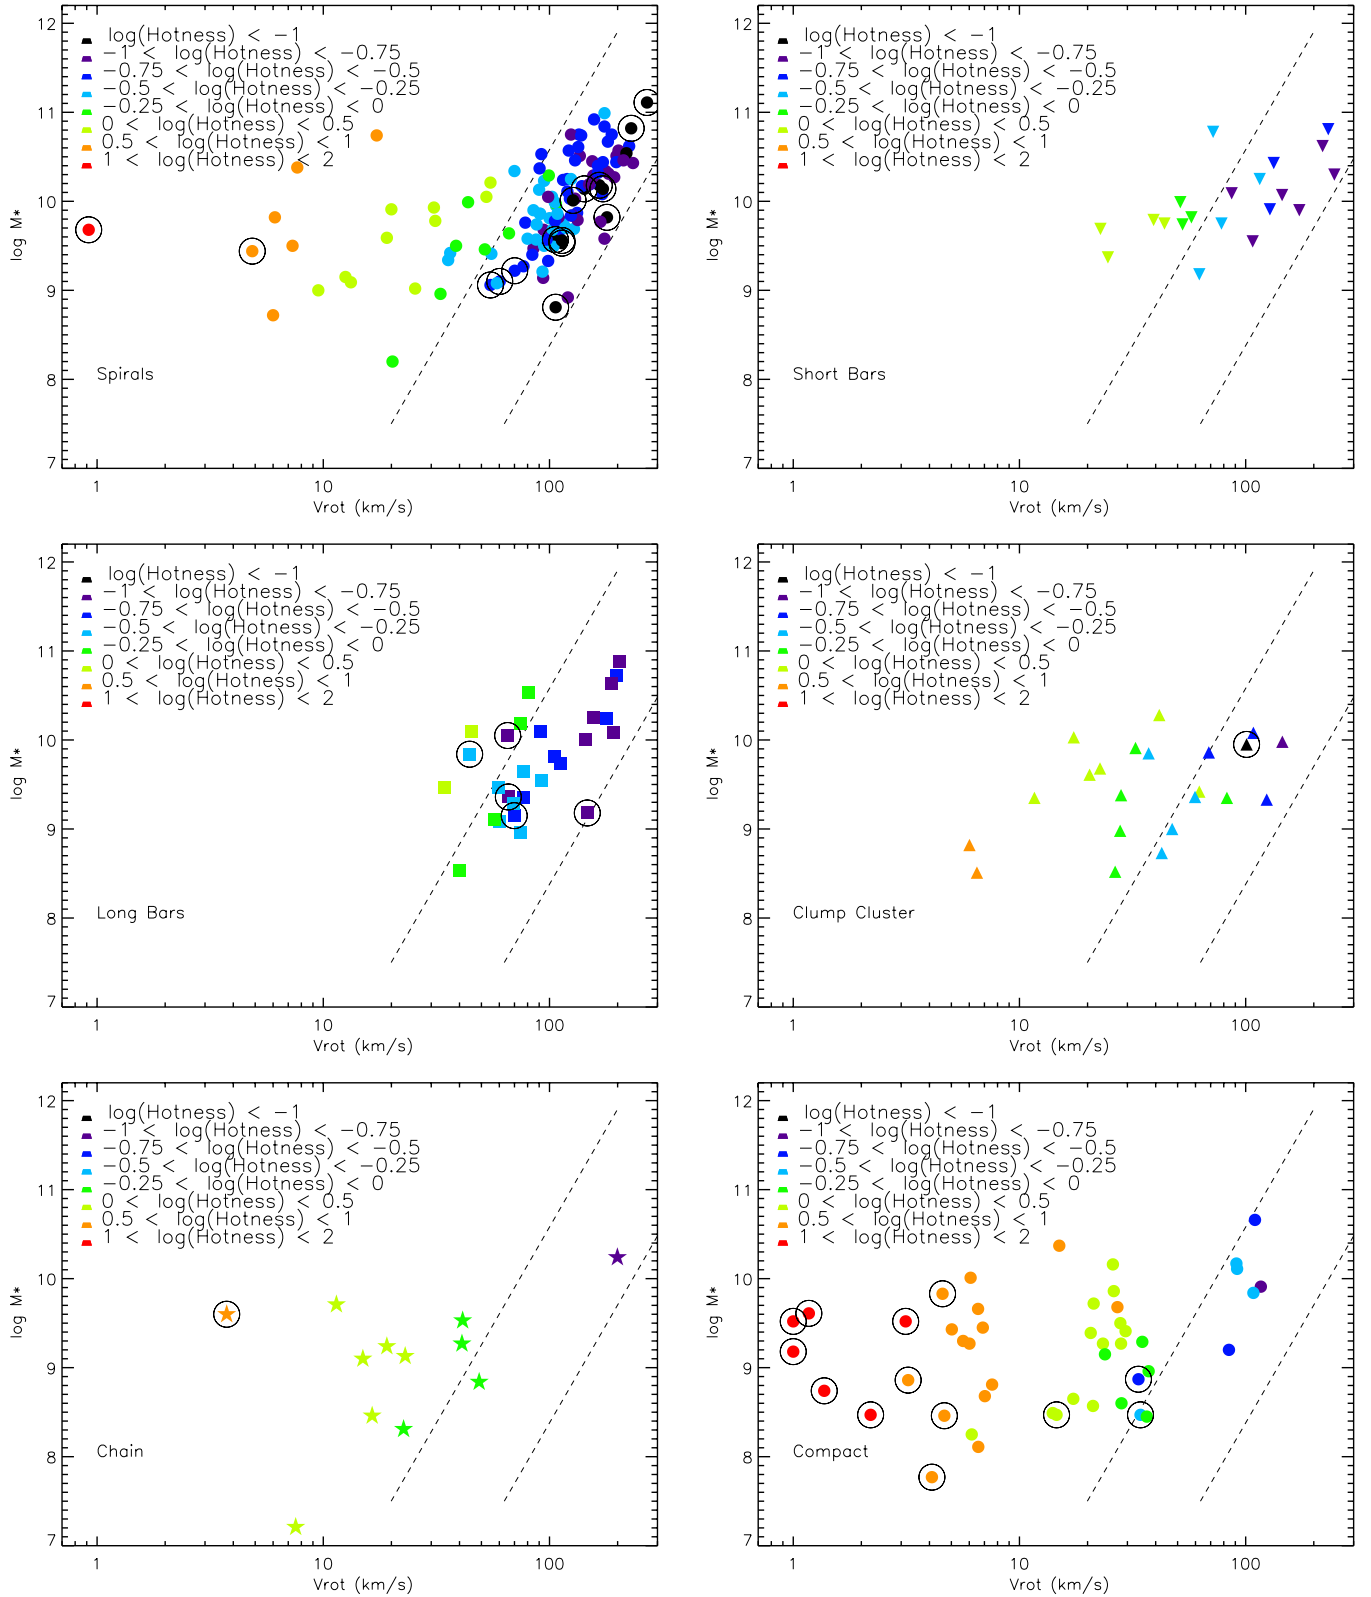 12
11
10
9
8
7
log M*
log(Hotness) < −1
−1 < log(Hotness) < −0.75
−0.75 < log(Hotness) < −0.5
−0.5 < log(Hotness) < −0.25
−0.25 < log(Hotness) < 0
0 < log(Hotness) < 0.5
0.5 < log(Hotness) < 1
1 < log(Hotness) < 2
Spirals
1 10 100
Vrot (km/s)
12
11
10
9
8
7
log M*
log(Hotness) < −1
−1 < log(Hotness) < −0.75
−0.75 < log(Hotness) < −0.5
−0.5 < log(Hotness) < −0.25
−0.25 < log(Hotness) < 0
0 < log(Hotness) < 0.5
0.5 < log(Hotness) < 1
1 < log(Hotness) < 2
Short Bars
1 10 100
Vrot (km/s)
12
11
10
9
8
7
log M*
log(Hotness) < −1
−1 < log(Hotness) < −0.75
−0.75 < log(Hotness) < −0.5
−0.5 < log(Hotness) < −0.25
−0.25 < log(Hotness) < 0
0 < log(Hotness) < 0.5
0.5 < log(Hotness) < 1
1 < log(Hotness) < 2
Long Bars
1 10 100
Vrot (km/s)
12
11
10
9
8
7
log M*
log(Hotness) < −1
−1 < log(Hotness) < −0.75
−0.75 < log(Hotness) < −0.5
−0.5 < log(Hotness) < −0.25
−0.25 < log(Hotness) < 0
0 < log(Hotness) < 0.5
0.5 < log(Hotness) < 1
1 < log(Hotness) < 2
Clump Cluster
1 10 100
Vrot (km/s)
12
11
10
9
8
7
log M*
log(Hotness) < −1
−1 < log(Hotness) < −0.75
−0.75 < log(Hotness) < −0.5
−0.5 < log(Hotness) < −0.25
−0.25 < log(Hotness) < 0
0 < log(Hotness) < 0.5
0.5 < log(Hotness) < 1
1 < log(Hotness) < 2
Chain
1 10 100
Vrot (km/s)
12
11
10
9
8
7
log M*
log(Hotness) < −1
−1 < log(Hotness) < −0.75
−0.75 < log(Hotness) < −0.5
−0.5 < log(Hotness) < −0.25
−0.25 < log(Hotness) < 0
0 < log(Hotness) < 0.5
0.5 < log(Hotness) < 1
1 < log(Hotness) < 2
Compact
1 10 100
Vrot (km/s)